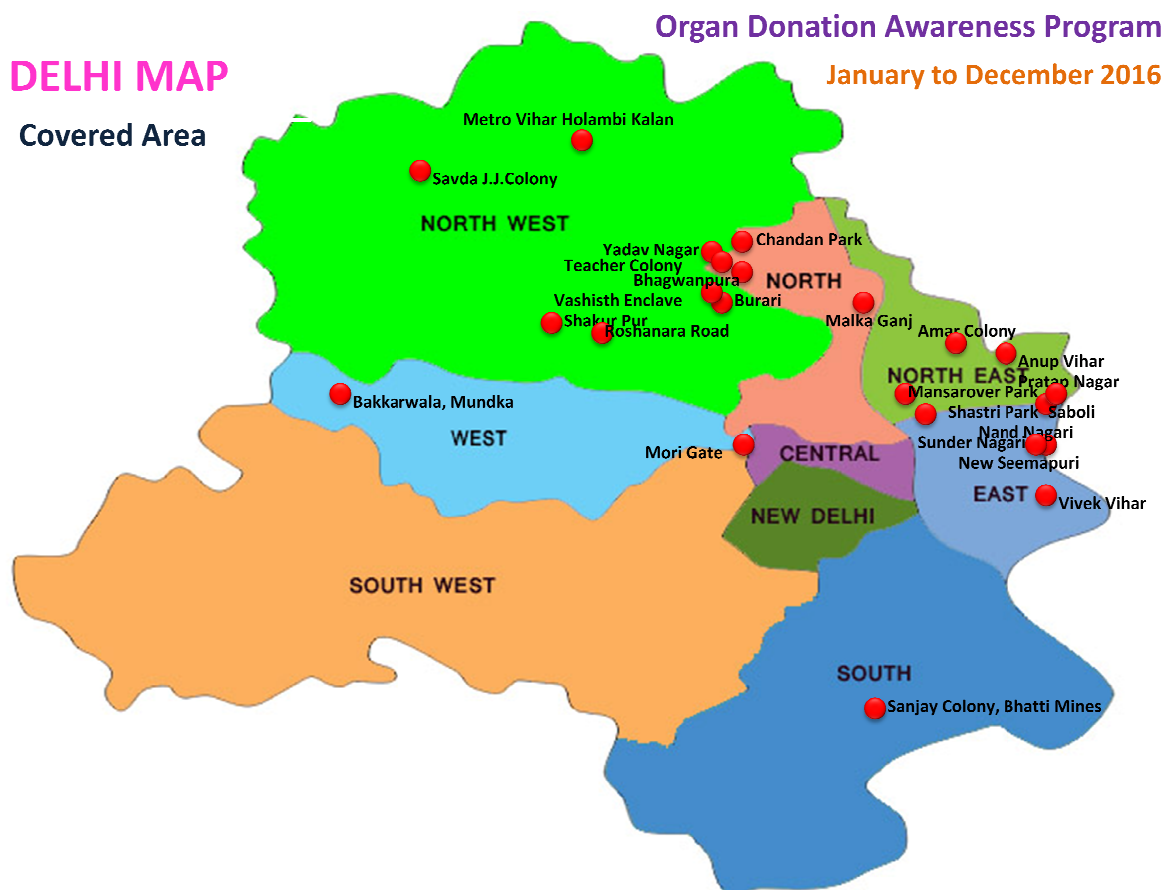 Organ Donation Awareness Program
DELHI MAP
January to December 2016
Covered Area
Metro Vihar Holambi Kalan
Savda J.J.Colony
NORTH WEST
Chandan Park
Yadav Nagar
Teacher Colony
Bhagwanpura
NORTH
Vashisth Enclave
Burari
Shakur Pur
Malka Ganj
Roshanara Road
Amar Colony
Anup Vihar
NORTH EAST
Pratap Nagar
Mansarover Park
Bakkarwala, Mundka
Shastri Park
Saboli
WEST
Nand Nagari
Sunder Nagari
Mori Gate
CENTRAL
New Seemapuri
EAST
Vivek Vihar
NEW DELHI
SOUTH WEST
SOUTH
Sanjay Colony, Bhatti Mines